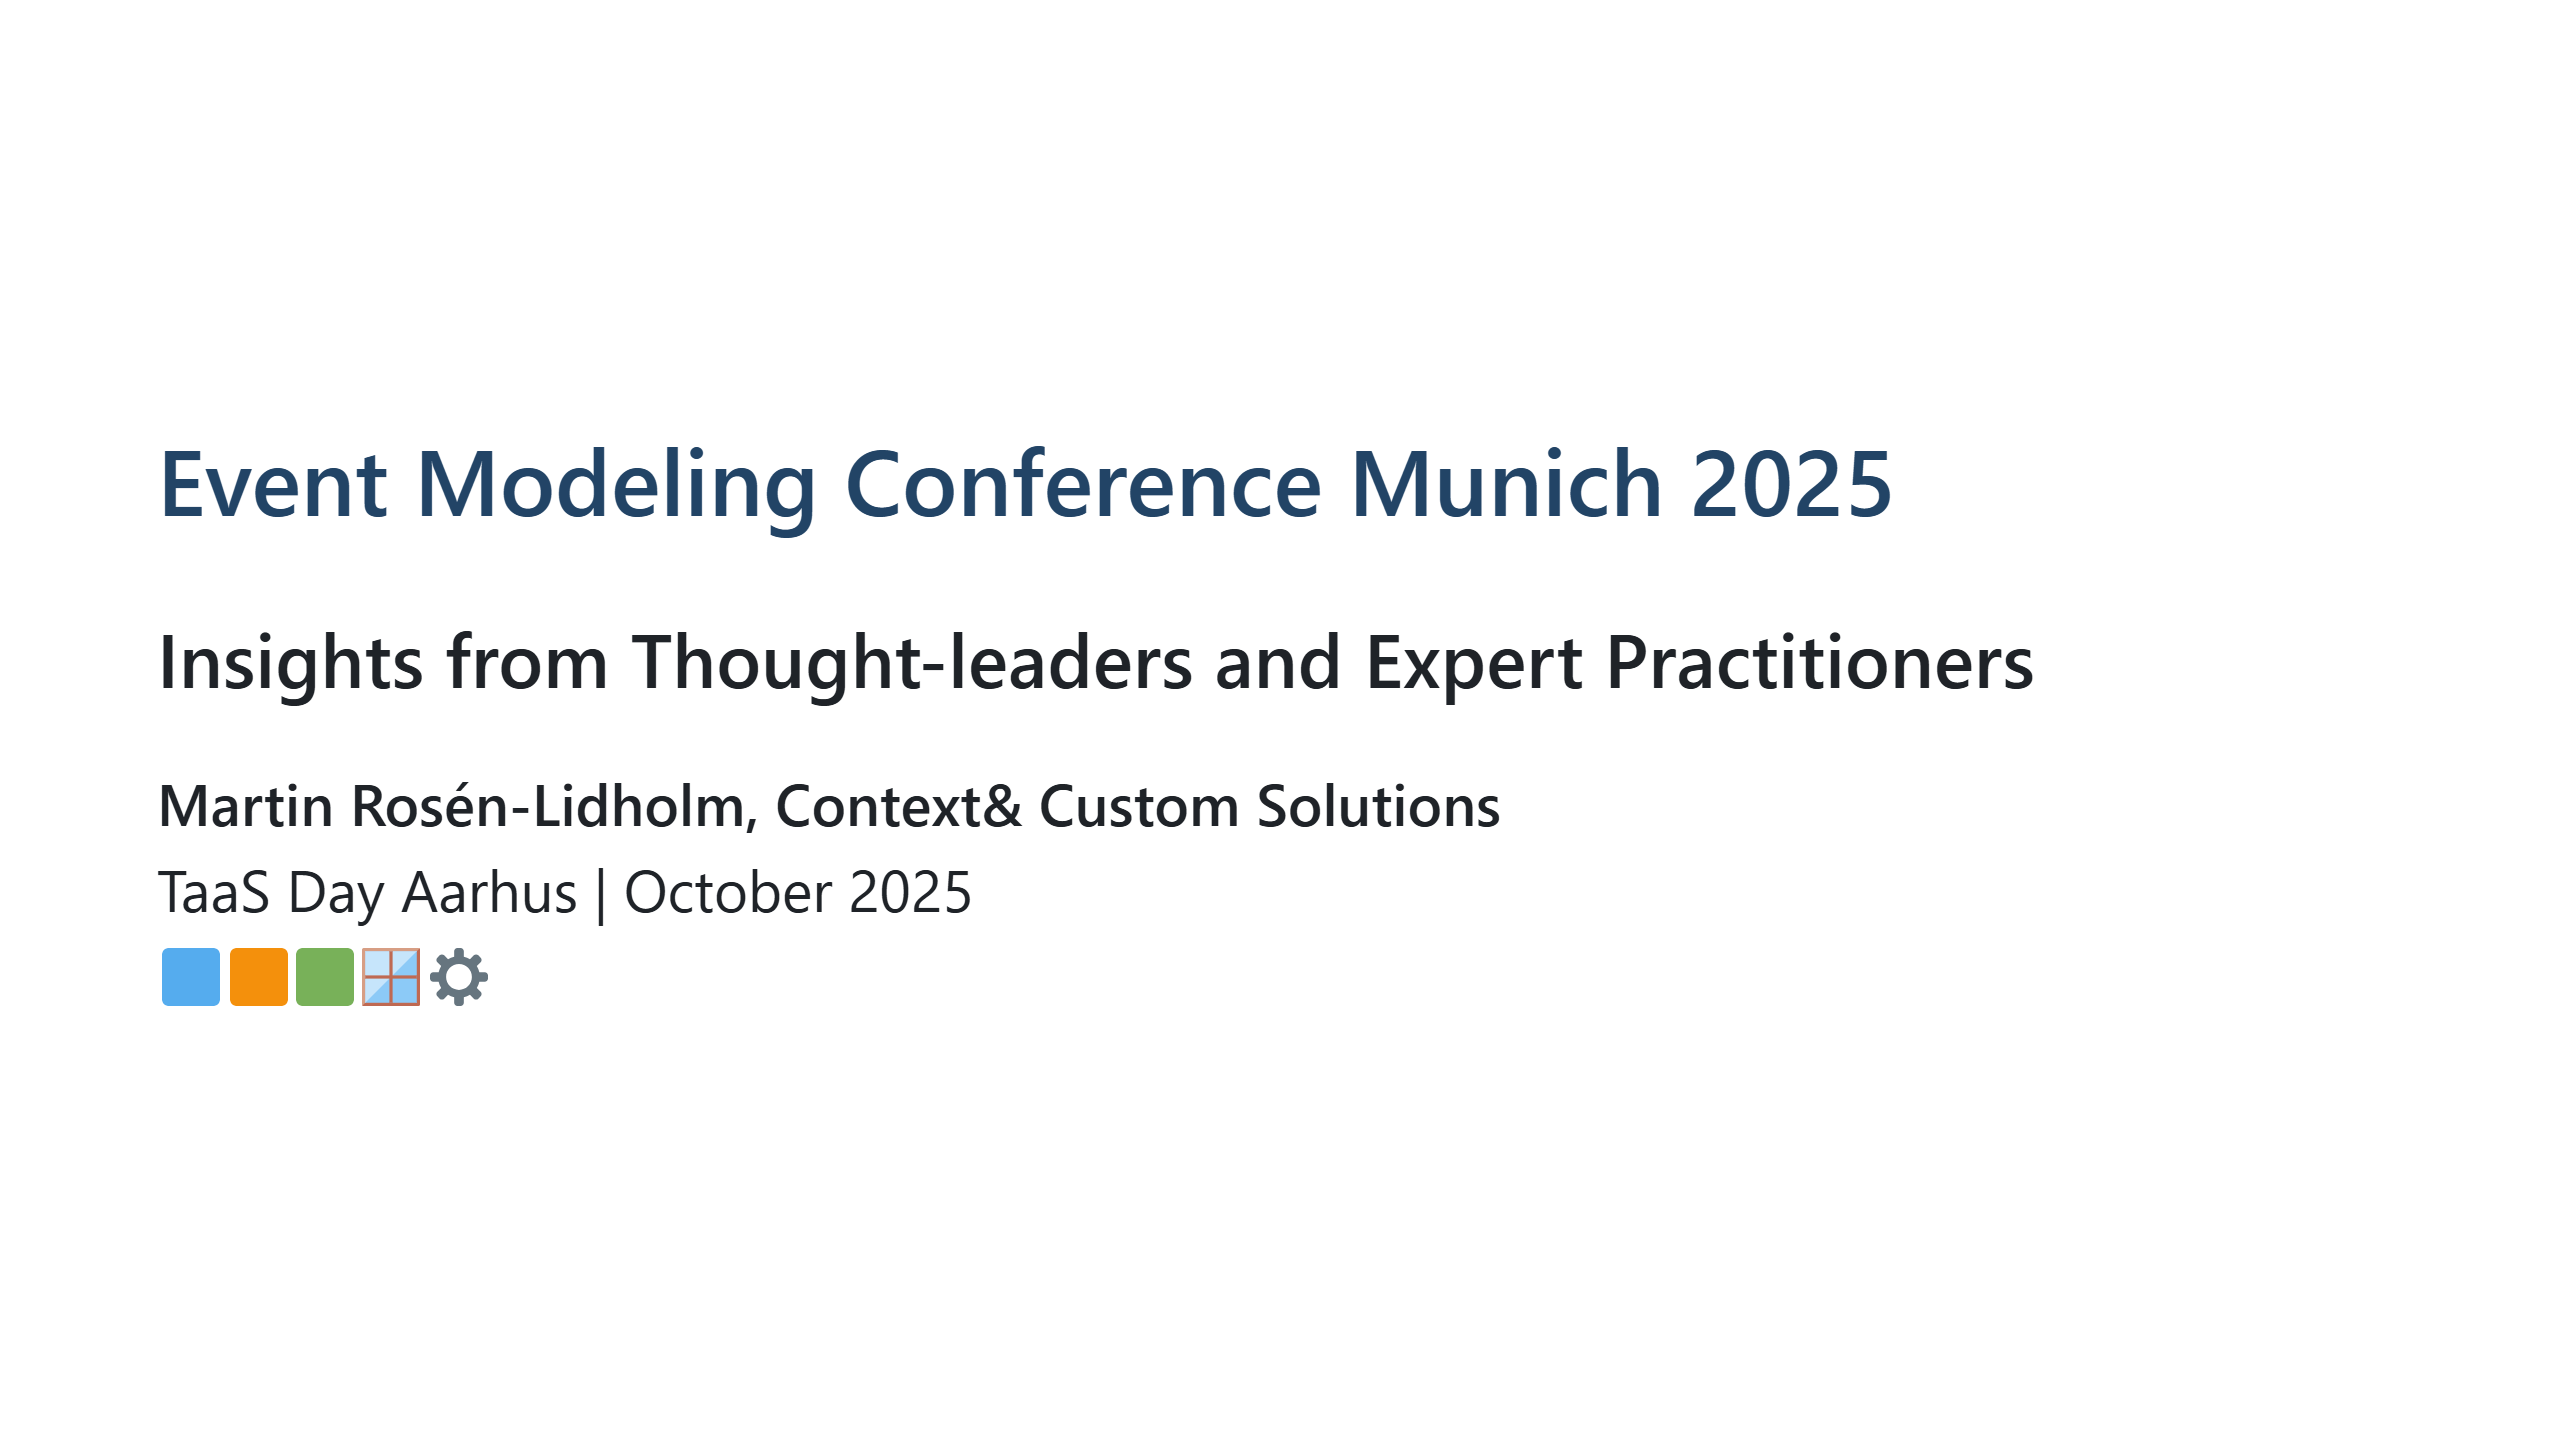 Event Modeling Conference Munich 2025
Insights from Thought-leaders and Expert Practitioners
Martin Rosén-Lidholm, Context& Custom Solutions
TaaS Day Aarhus | October 2025